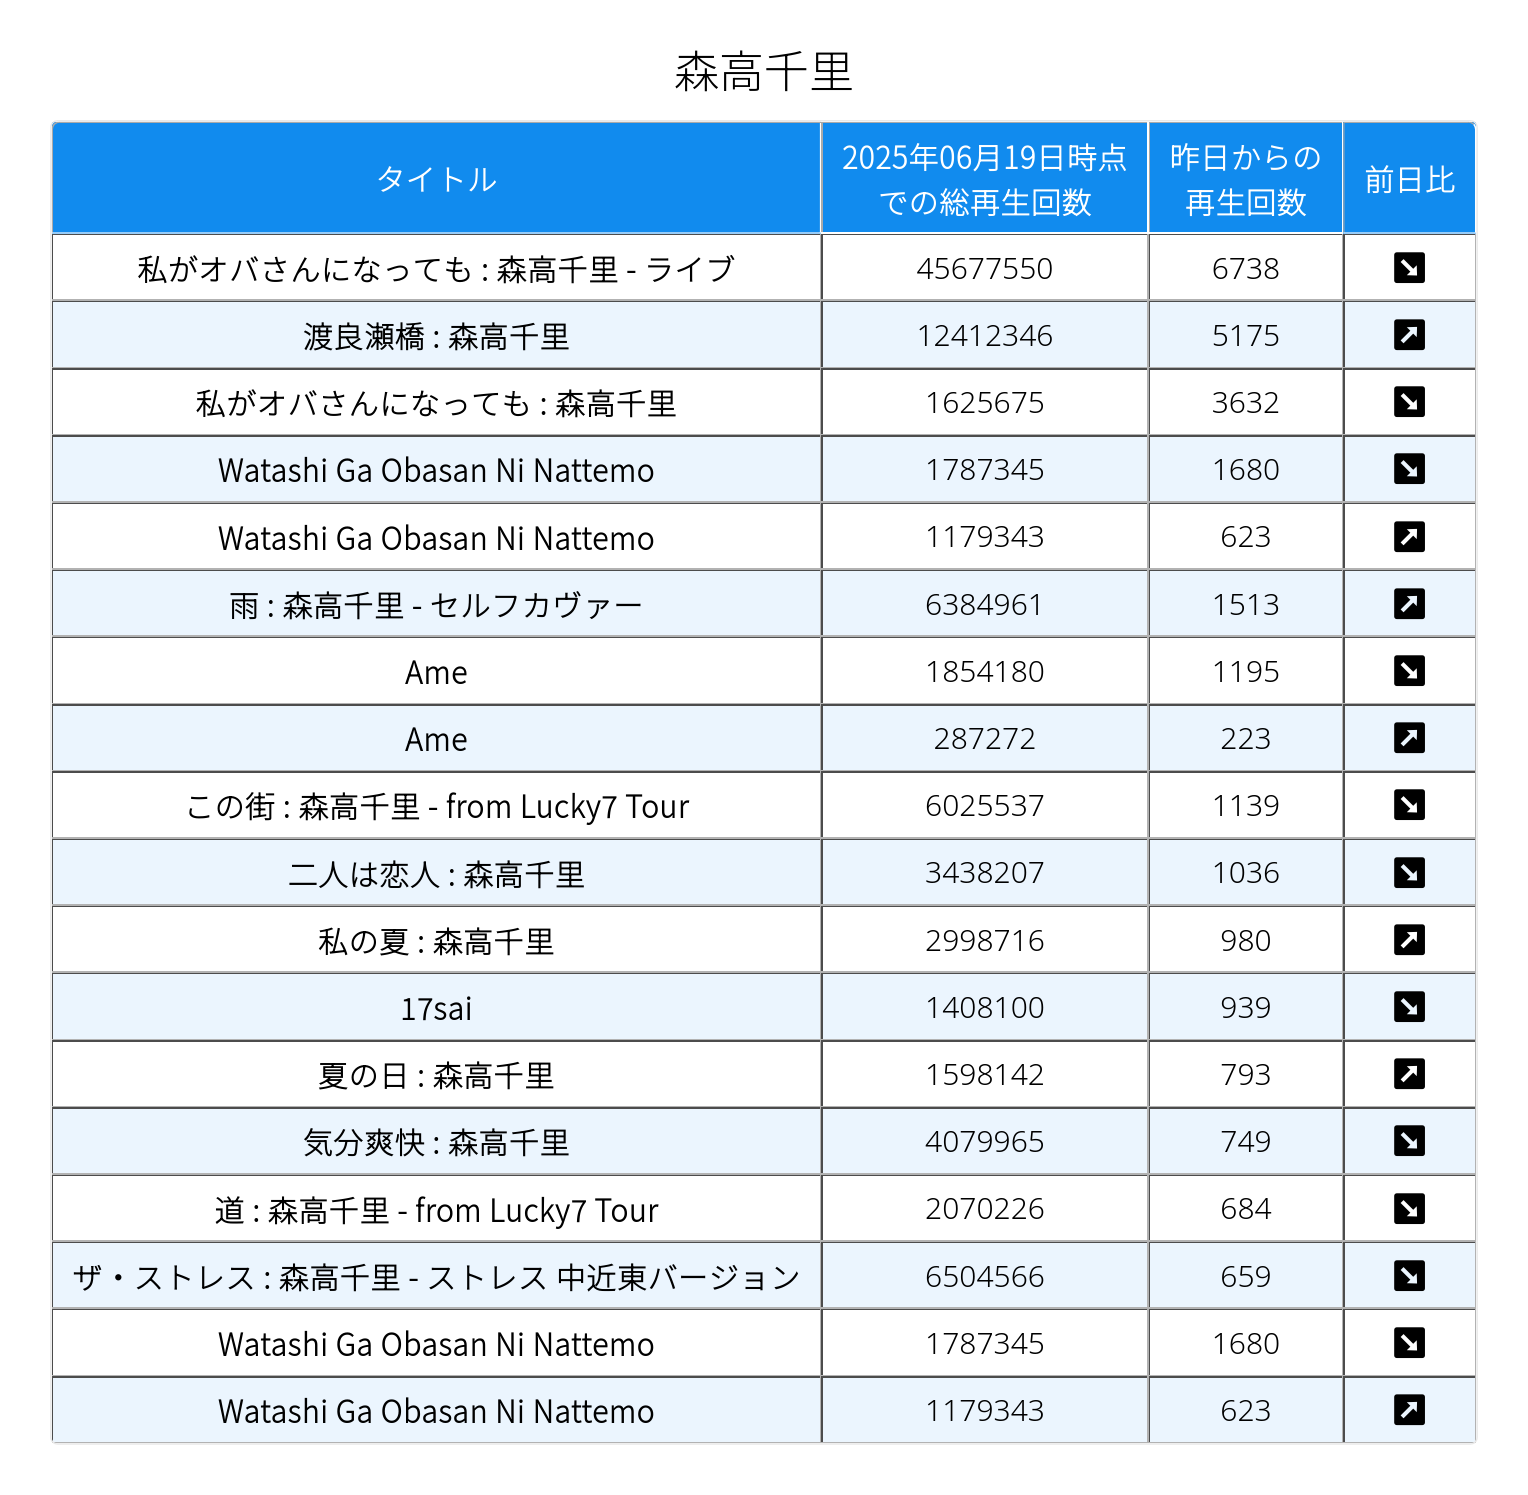 森高千里
タイトル
2025年06月19日時点
での総再生回数
昨日からの
再生回数
前日比
私がオバさんになっても : 森高千里 - ライブ 45677550 6738
渡良瀬橋 : 森高千里 12412346 5175
私がオバさんになっても : 森高千里 1625675 3632
Watashi Ga Obasan Ni Nattemo 1787345 1680
Watashi Ga Obasan Ni Nattemo 1179343 623
雨 : 森高千里 - セルフカヴァー 6384961 1513
Ame 1854180 1195
Ame 287272 223
この街 : 森高千里 - from Lucky7 Tour 6025537 1139
二人は恋人 : 森高千里 3438207 1036
私の夏 : 森高千里 2998716 980
17sai 1408100 939
夏の日 : 森高千里 1598142 793
気分爽快 : 森高千里 4079965 749
道 : 森高千里 - from Lucky7 Tour 2070226 684
ザ・ストレス : 森高千里 - ストレス 中近東バージョン 6504566 659
Watashi Ga Obasan Ni Nattemo 1787345 1680
Watashi Ga Obasan Ni Nattemo 1179343 623